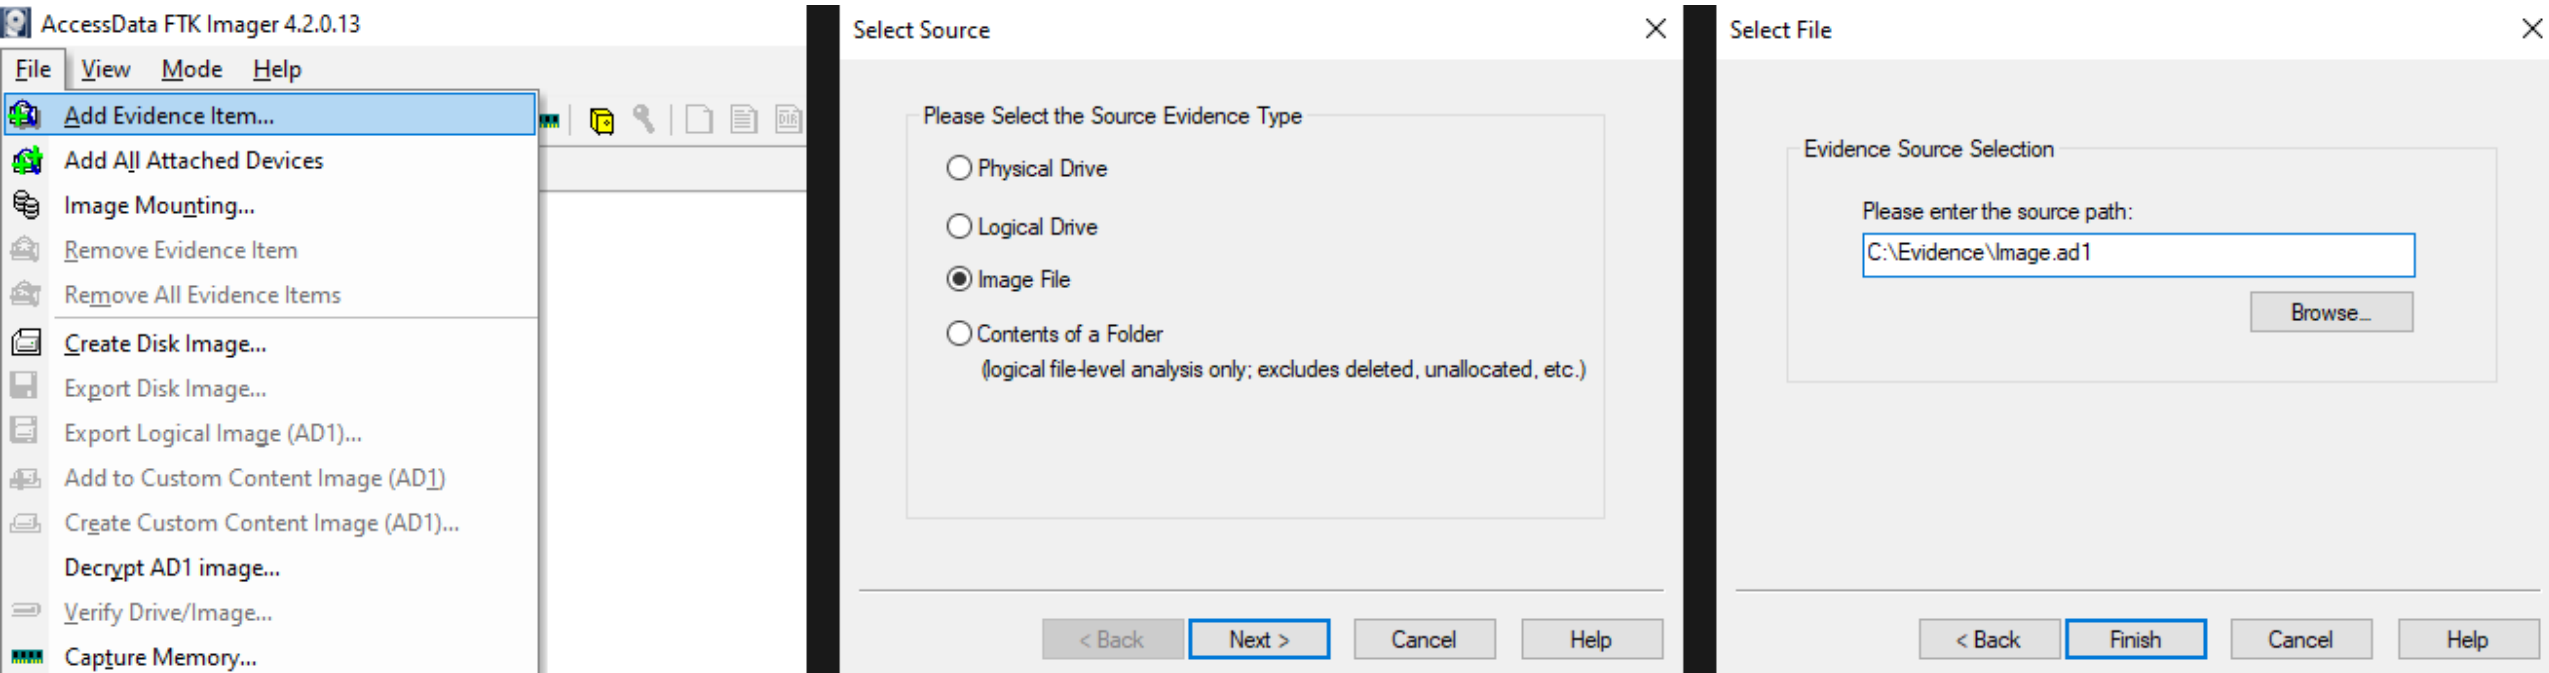 AccessData FTK Imager 4.2.0.13
File View Mode Help
Add Evidence Item...
Add All Attached Devices
Image Mounting...
Remove Evidence Item
Remove All Evidence Items
Create Disk Image...
Export Disk Image...
Export Logical Image (AD1)...
Add to Custom Content Image (AD1)
Create Custom Content Image (AD1)...
Decrypt AD1 image...
Verify Drive/Image...
Capture Memory...
DIR
Select Source
Please Select the Source Evidence Type
Physical Drive
Logical Drive
Image File
Contents of a Folder
(logical file-level analysis only; excludes deleted, unallocated, etc.)
< Back Next > Cancel Help
Select File
Evidence Source Selection
Please enter the source path:
C:\Evidence\Image.ad1
Browse...
< Back Finish Cancel Help